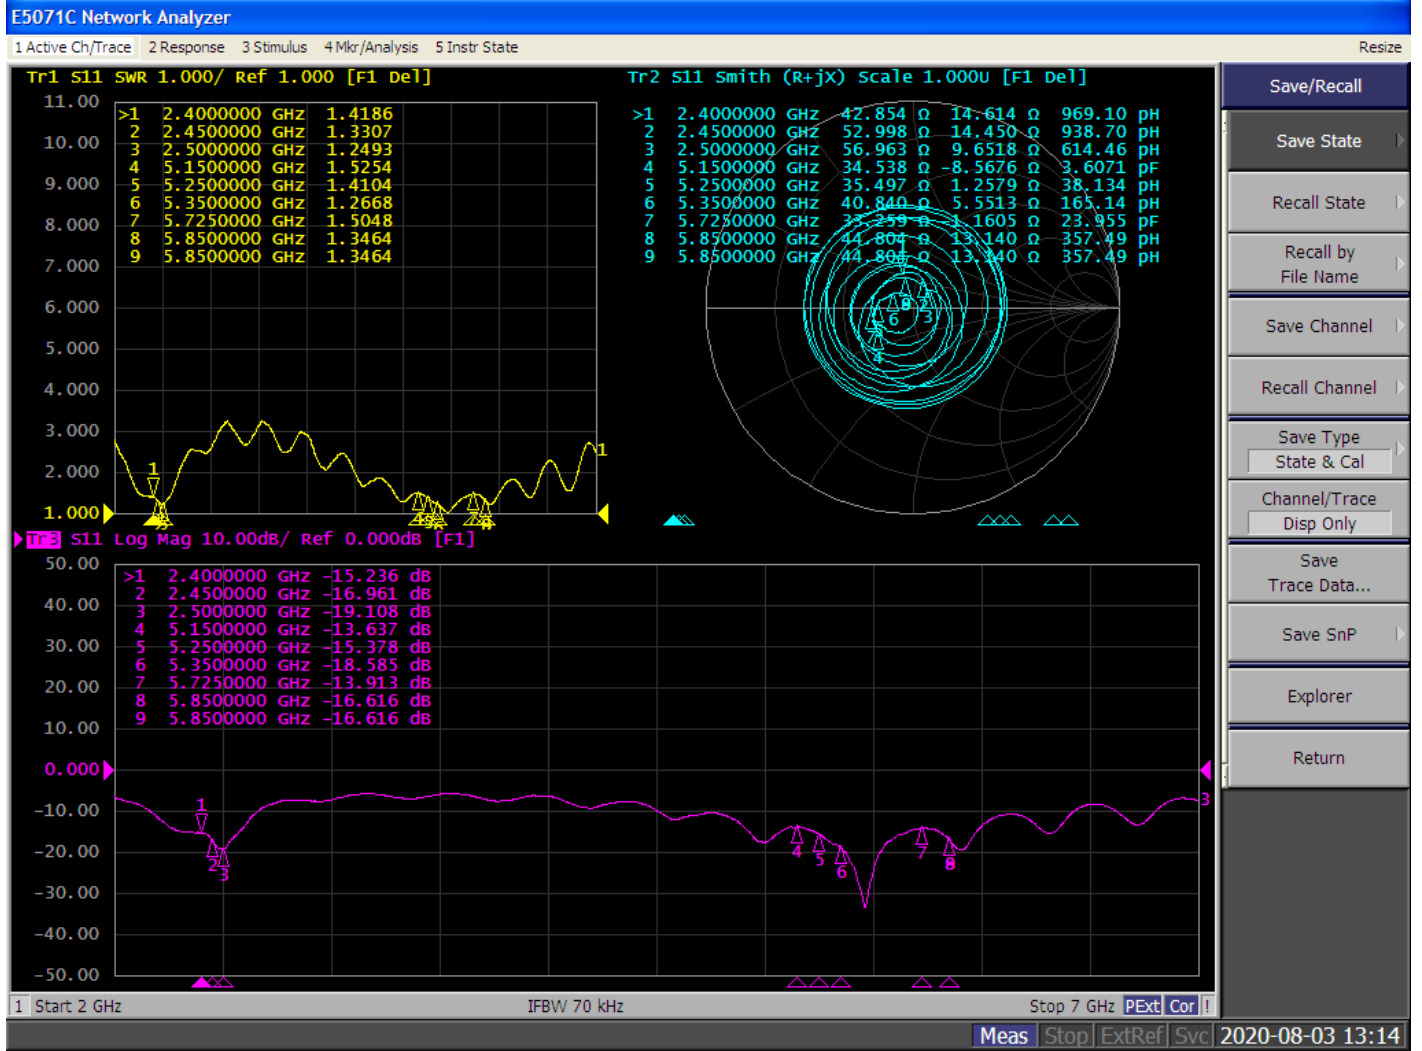 E5071C Network Analyzer
1 Active Ch/Trace 2 Response 3 Stimulus 4 Mkr/Analysis 5 Instr State Resize
Tr1 S11 SWR 1.000/ Ref 1.000 [F1 Del]
11.00
10.00
9.000
8.000
7.000
6.000
5.000
4.000
3.000
2.000
1.000
>1 2.4000000 GHz 1.4186
2 2.4500000 GHz 1.3307
3 2.5000000 GHz 1.2493
4 5.1500000 GHz 1.5254
5 5.2500000 GHz 1.4104
6 5.3500000 GHz 1.2668
7 5.7250000 GHz 1.5048
8 5.8500000 GHz 1.3464
9 5.8500000 GHz 1.3464
1
1
Tr2 S11 Smith (R+jX) Scale 1.000U [F1 Del]
>1 2.4000000 GHz 42.854 Ω 14.614 Ω 969.10 pH
2 2.4500000 GHz 52.998 Ω 14.450 Ω 938.70 pH
3 2.5000000 GHz 56.963 Ω 9.6518 Ω 614.46 pH
4 5.1500000 GHz 34.538 Ω -8.5676 Ω 3.6071 pF
5 5.2500000 GHz 35.497 Ω 1.2579 Ω 38.134 pH
6 5.3500000 GHz 40.840 Ω 5.5513 Ω 165.14 pH
7 5.7250000 GHz 33.259 Ω -1.1605 Ω 23.955 pF
8 5.8500000 GHz 44.804 Ω 13.140 Ω 357.49 pH
9 5.8500000 GHz 44.804 Ω 13.140 Ω 357.49 pH
1
2
3
6
4
Tr3 S11 Log Mag 10.00dB/ Ref 0.000dB [F1]
50.00
40.00
30.00
20.00
10.00
0.000
-10.00
-20.00
-30.00
-40.00
-50.00
>1 2.4000000 GHz -15.236 dB
2 2.4500000 GHz -16.961 dB
3 2.5000000 GHz -19.108 dB
4 5.1500000 GHz -13.637 dB
5 5.2500000 GHz -15.378 dB
6 5.3500000 GHz -18.585 dB
7 5.7250000 GHz -13.913 dB
8 5.8500000 GHz -16.616 dB
9 5.8500000 GHz -16.616 dB
1
2
3
4
5
6
7
3
1 Start 2 GHz IFBW 70 kHz Stop 7 GHz PExt Cor !
Meas Stop ExtRef Svc 2020-08-03 13:14
Save/Recall
Save State
Recall State
Recall by
File Name
Save Channel
Recall Channel
Save Type
State & Cal
Channel/Trace
Disp Only
Save
Trace Data...
Save SnP
Explorer
Return